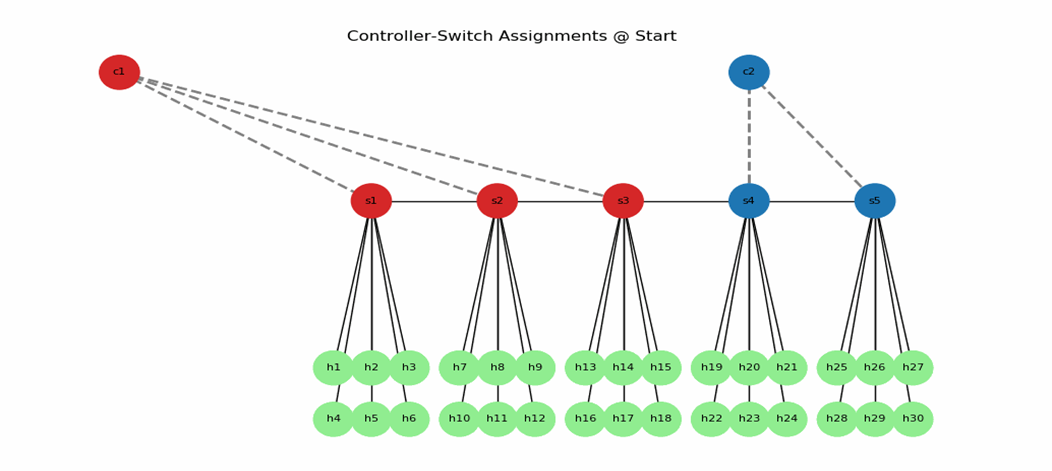 Controller-Switch Assignments @ Start
c1 c2
s1 s2 s3 s4 s5
h1 h2 h3 h7 h8 h9 h13 h14 h15 h19 h20 h21 h25 h26 h27
h4 h5 h6 h10 h11 h12 h16 h17 h18 h22 h23 h24 h28 h29 h30